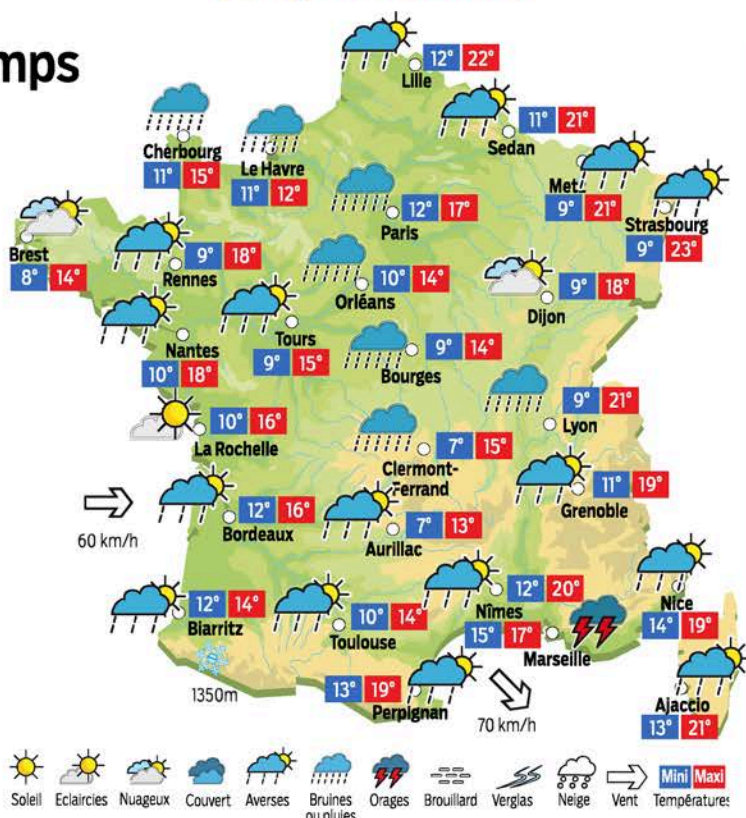 mps
12° 22°
Lille
11° 21°
Sedan
Cherbourg
11° 15°
Le Havre
11° 12°
12° 17°
Paris
Met
9° 21°
Strasbourg
9° 23°
Brest
8° 14°
9° 18°
Rennes
10° 14°
Orléans
9° 18°
Dijon
Nantes
10° 18°
Tours
9° 15°
9° 14°
Bourges
10° 16°
La Rochelle
7° 15°
Clermont-
Ferrand
9° 21°
Lyon
11° 19°
Grenoble
60 km/h
12° 16°
Bordeaux
7° 13°
Aurillac
12° 14°
Biarritz
10° 14°
Toulouse
12° 20°
Nîmes
15° 17°
Marseille
Nice
14° 19°
1350m
13° 19°
Perpignan
70 km/h
Ajaccio
13° 21°
Soleil Eclaircies Nuageux Couvert Averses Bruines Orages Brouillard Verglas Neige Vent Mini Maxi Températures
ou pluies